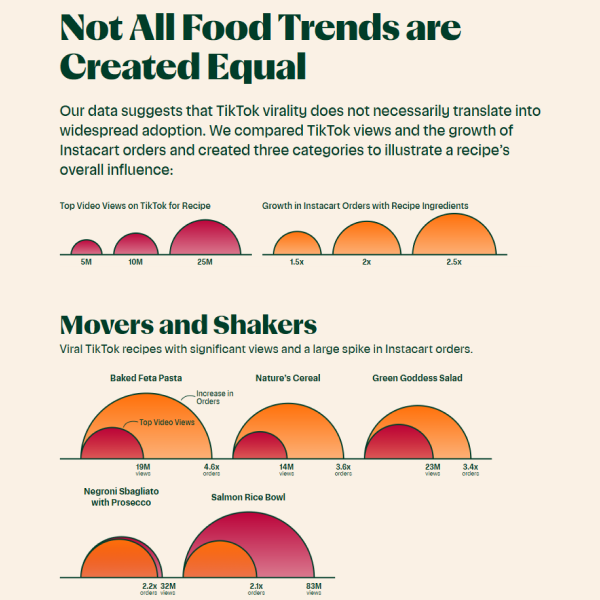 Not All Food Trends are
Created Equal
Our data suggests that TikTok virality does not necessarily translate into
widespread adoption. We compared TikTok views and the growth of
Instacart orders and created three categories to illustrate a recipe's
overall influence:
Top Video Views on TikTok for Recipe
5M 10M 25M
Growth in Instacart Orders with Recipe Ingredients
1.5x 2x 2.5x
Movers and Shakers
Viral TikTok recipes with significant views and a large spike in Instacart orders.
Baked Feta Pasta
Increase in
Orders
Top Video Views
19M
views
4.6x
orders
Nature's Cereal
14M
views
3.6x
orders
Green Goddess Salad
23M
views
3.4x
orders
Negroni Sbagliato
with Prosecco
2.2x
orders
32M
views
Salmon Rice Bowl
2.1x
orders
83M
views